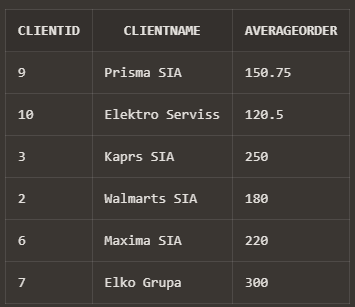 CLIENTID CLIENTNAME AVERAGEORDER
9 Prisma SIA 150.75
10 Elektro Serviss 120.5
3 Kaprs SIA 250
2 Walmarts SIA 180
6 Maxima SIA 220
7 Elko Grupa 300